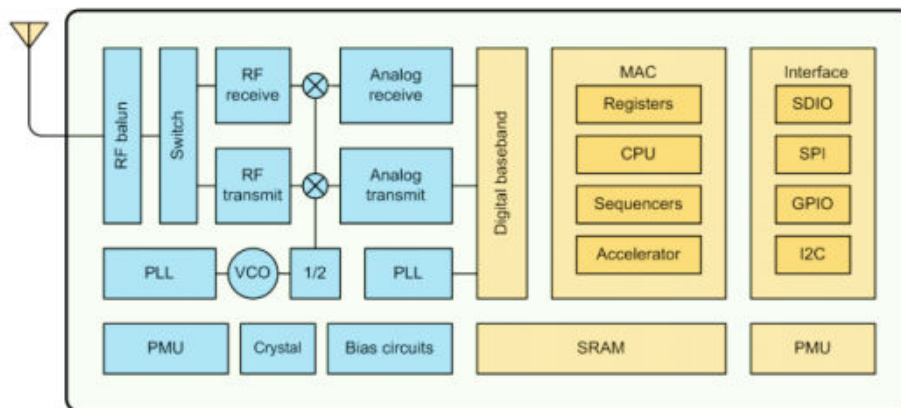 RF balun
Switch
RF
receive
Analog
receive
RF
transmit
Analog
transmit
PLL
VCO
1/2
PLL
Digital baseband
MAC
Registers
CPU
Sequencers
Accelerator
Interface
SDIO
SPI
GPIO
I2C
PMU
Crystal
Bias circuits
SRAM
PMU